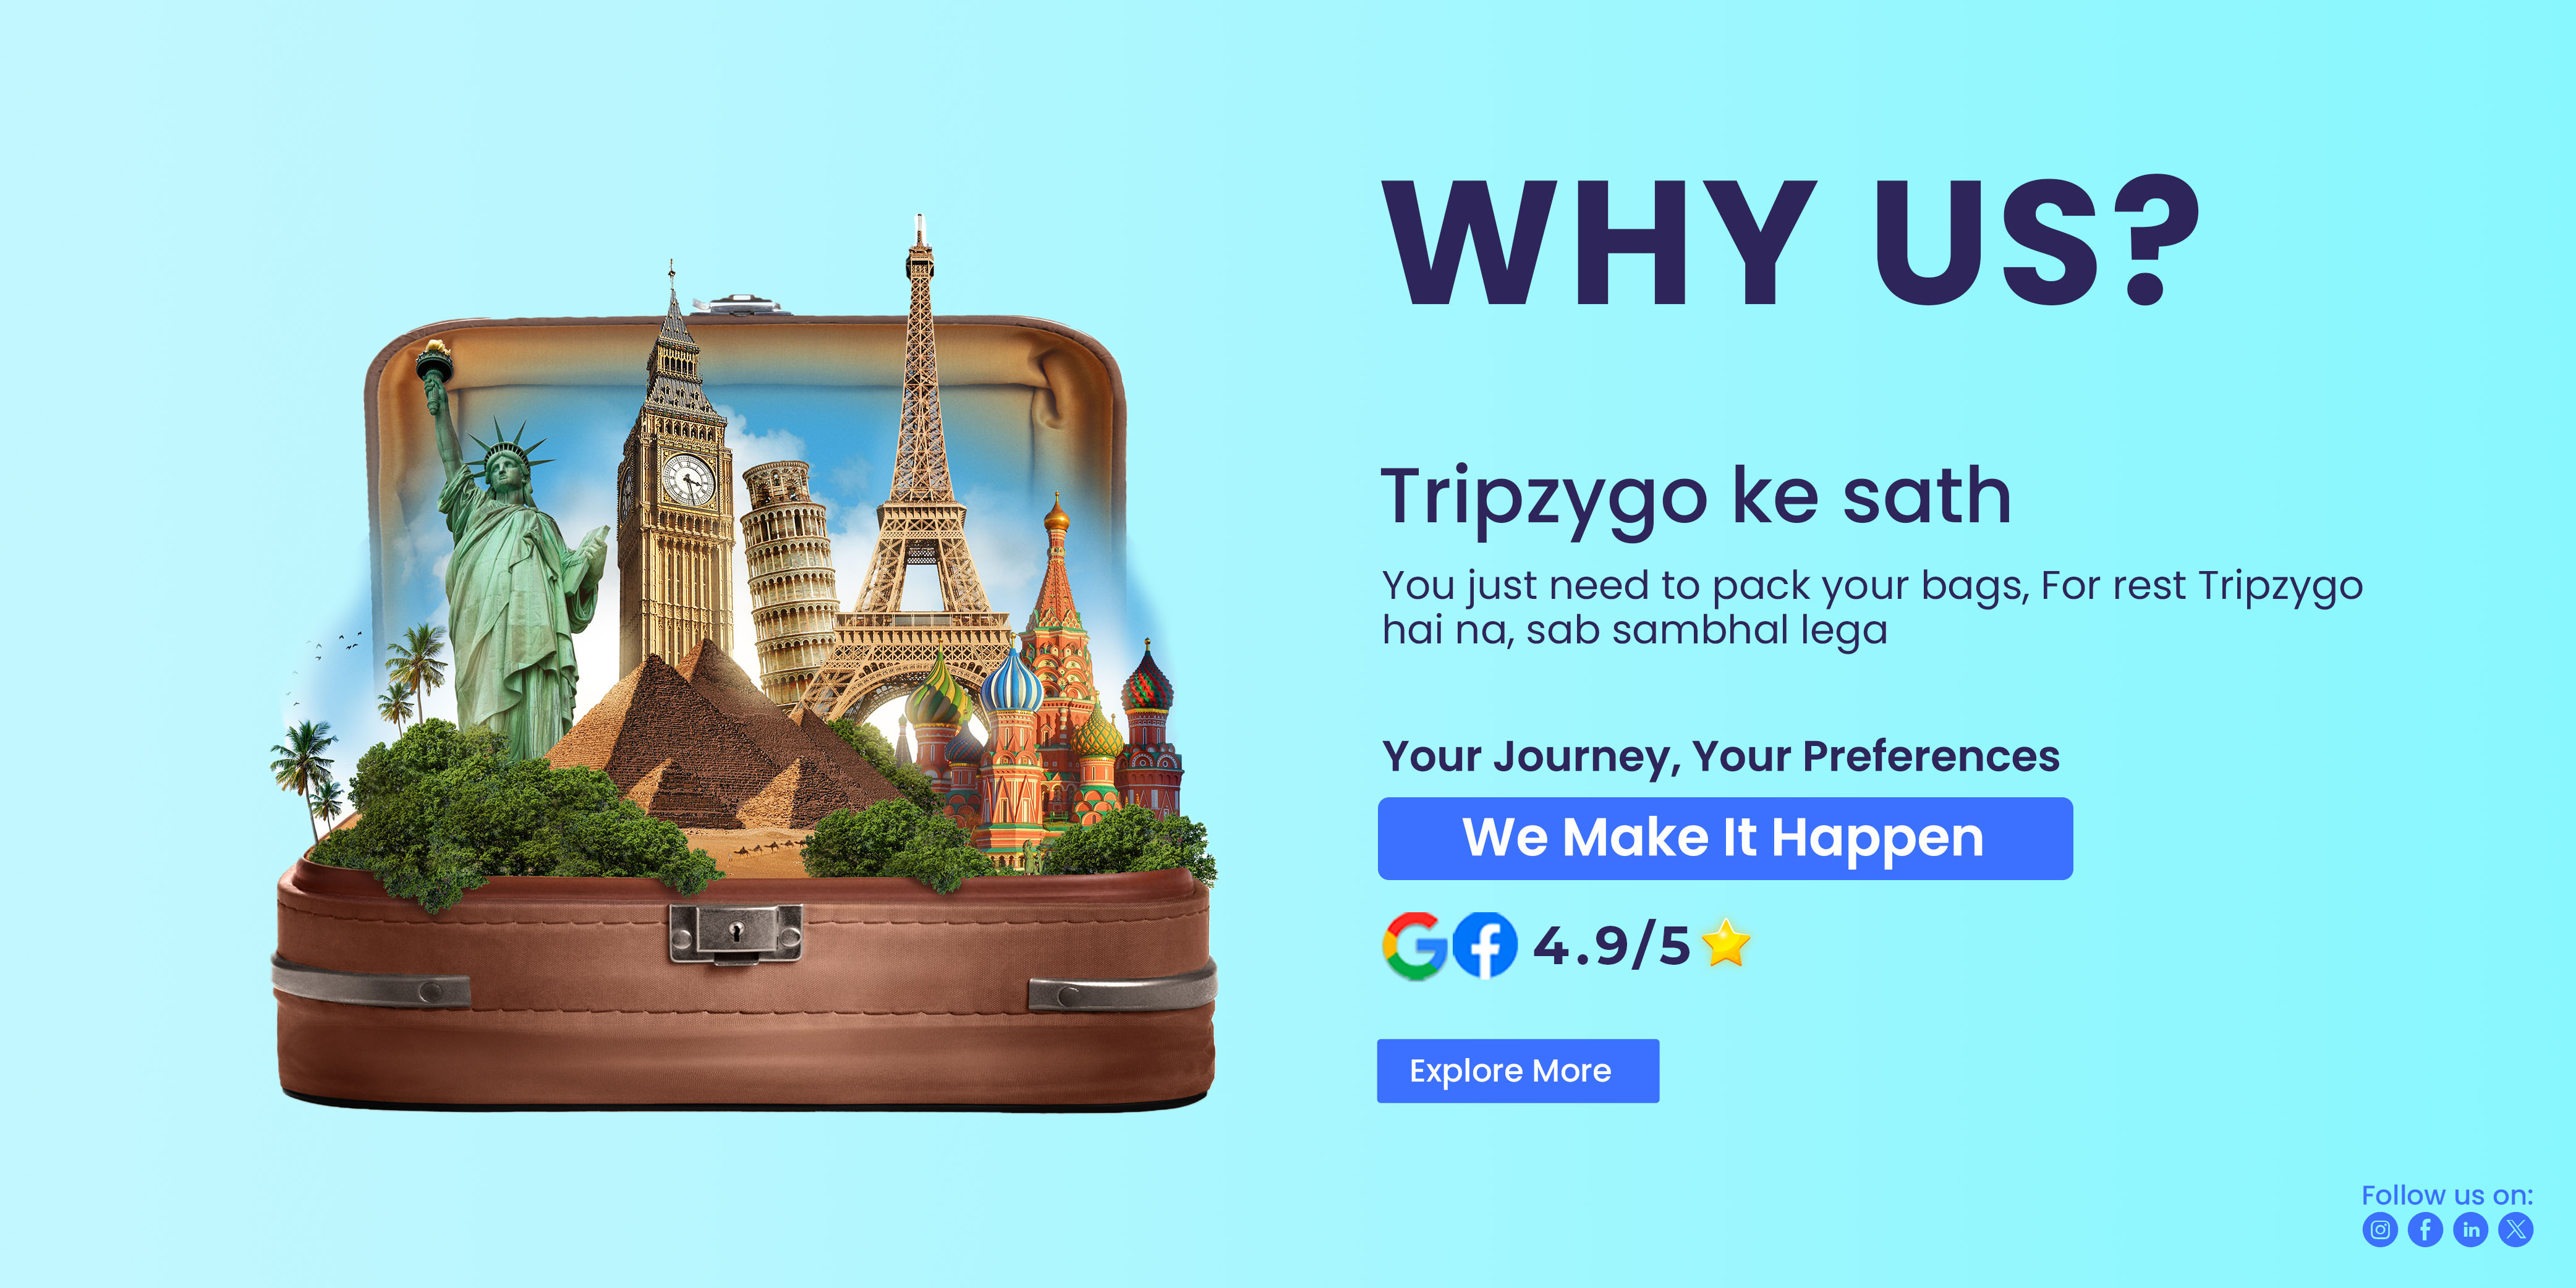 WHY US?
Tripzygo ke sath
You just need to pack your bags, For rest Tripzygo
hai na, sab sambhal lega
Your Journey, Your Preferences
We Make It Happen
4.9/5
Explore More
Follow us on: